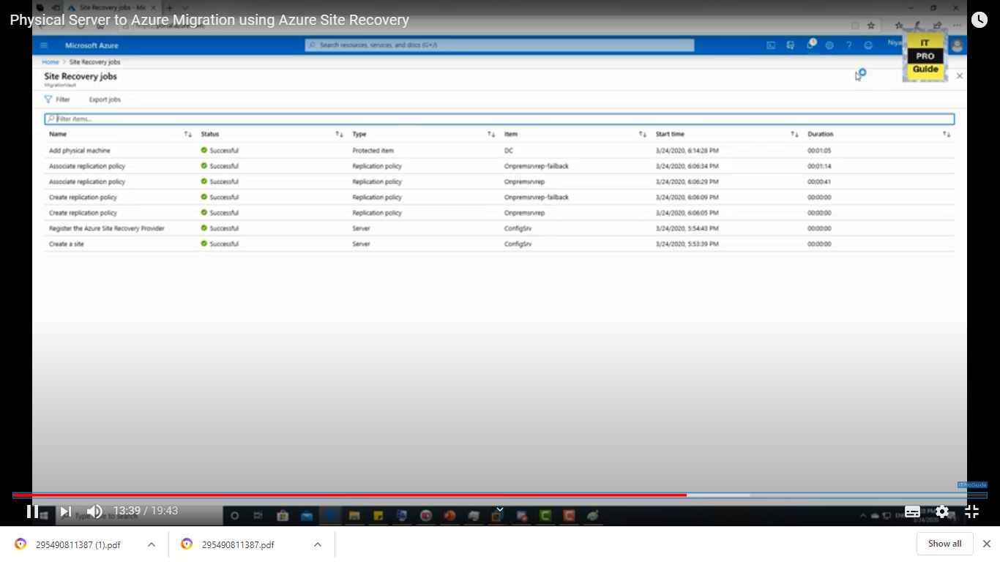 Site Recovery jobs - Mic
Physical Server to Azure Migration using Azure Site Recovery
Microsoft Azure
Search resources, services, and docs (G+/)
IT
PRO
Guide
Home > Site Recovery jobs
Site Recovery jobs
MigrationVault
Filter Export jobs
Filter items...
Name Status Type Item Start time Duration
Add physical machine Successful Protected item DC 3/24/2020, 6:14:28 PM 00:01:05
Associate replication policy Successful Replication policy Onpremsrvrep-failback 3/24/2020, 6:06:34 PM 00:01:14
Associate replication policy Successful Replication policy Onpremsrvrep 3/24/2020, 6:06:29 PM 00:00:41
Create replication policy Successful Replication policy Onpremsrvrep-failback 3/24/2020, 6:06:09 PM 00:00:00
Create replication policy Successful Replication policy Onpremsrvrep 3/24/2020, 6:06:05 PM 00:00:00
Register the Azure Site Recovery Provider Successful Server ConfigSrv 3/24/2020, 5:54:43 PM 00:00:00
Create a site Successful Server ConfigSrv 3/24/2020, 5:53:39 PM 00:00:00
ITProGuide
13:39 / 19:43
Type here to search
295490811387 (1).pdf
295490811387.pdf
Show all